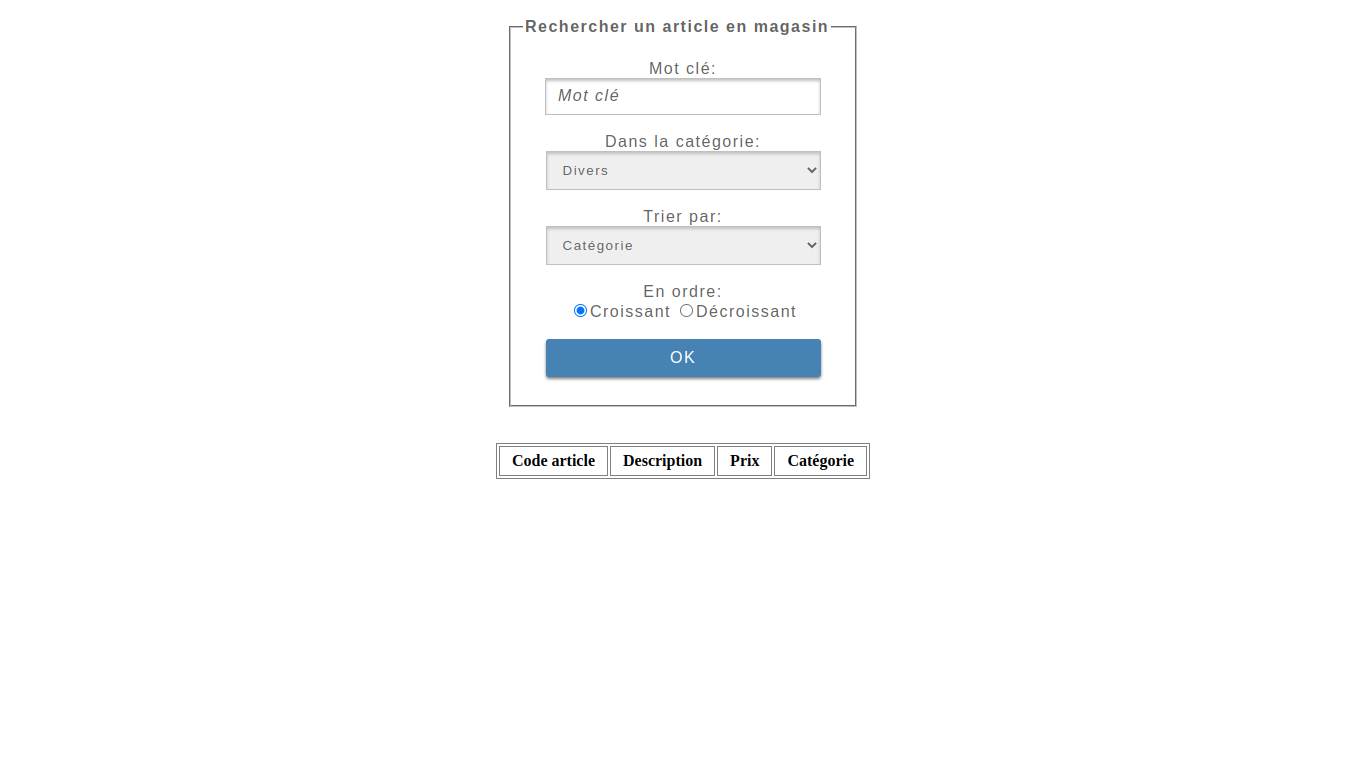 Rechercher un article en magasin
Mot clé:
Mot clé
Dans la catégorie:
Divers
Trier par:
Catégorie
En ordre:
Croissant Décroissant
OK
Code article Description Prix Catégorie